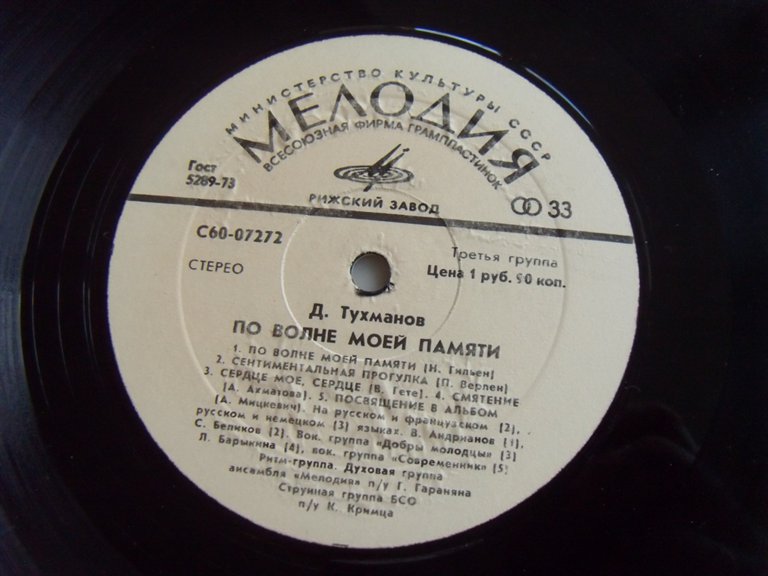 МИНИСТЕРСТВО КУЛЬТУРЫ СССР
МЕЛОДИЯ
ВСЕСОЮЗНАЯ ФИРМА ГРАМПЛАСТИНОК
Гост
5289-73
РИЖСКИЙ ЗАВОД
33
С60-07272
Третья группа
СТЕРЕО
Цена 1 руб. 90 коп.
Д. Тухманов
ПО ВОЛНЕ МОЕЙ ПАМЯТИ
1. ПО ВОЛНЕ МОЕЙ ПАМЯТИ (Н. Гильен)
2. СЕНТИМЕНТАЛЬНАЯ ПРОГУЛКА (П. Верлен)
3. СЕРДЦЕ МОЕ, СЕРДЦЕ (В. Гете). 4. СМЯТЕНИЕ
(А. Ахматова). 5. ПОСВЯЩЕНИЕ В АЛЬБОМ
(А. Мицкевич). На русском и французском (2),
русском и немецком (3) языках. В. Андрианов (1),
С. Беликов (2). Вок. группа «Добры молодцы» (3)
Л. Барыкина (4), вок. группа «Современник» (5)
Ритм-группа. Духовая группа
ансамбля «Мелодия» п/у Г. Гараняна
Струнная группа БСО
п/у К. Кримца